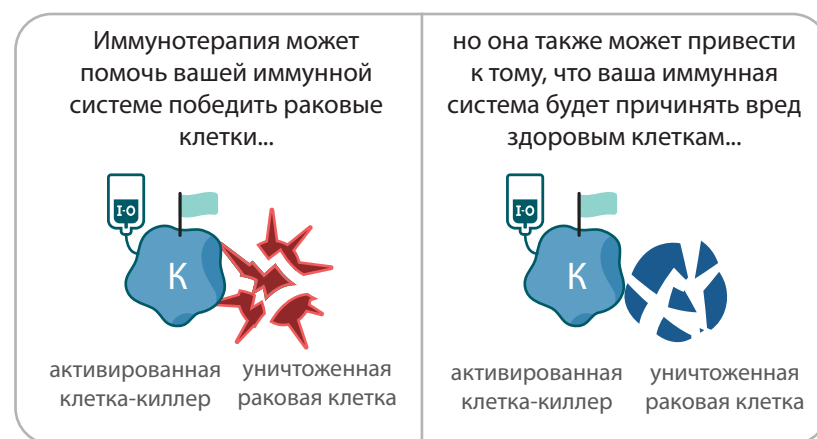 Иммунотерапия может
помочь вашей иммунной
системе победить раковые
клетки...
I-O
К
активированная
клетка-киллер
уничтоженная
раковая клетка
но она также может привести
к тому, что ваша иммунная
система будет причинять вред
здоровым клеткам...
I-O
К
активированная
клетка-киллер
уничтоженная
раковая клетка